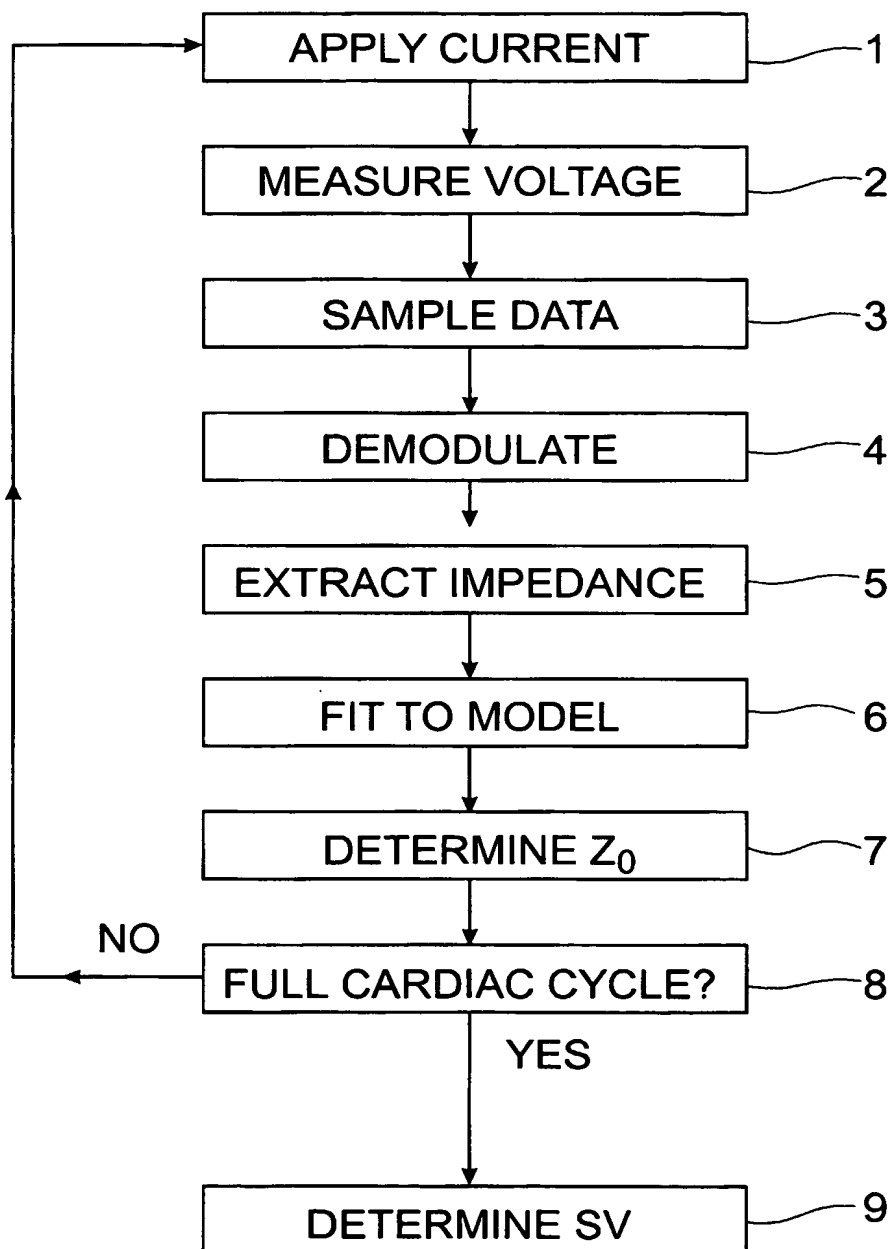 APPLY CURRENT 1
MEASURE VOLTAGE 2
SAMPLE DATA 3
DEMODULATE 4
EXTRACT IMPEDANCE 5
FIT TO MODEL 6
DETERMINE Z₀ 7
NO
FULL CARDIAC CYCLE? 8
YES
DETERMINE SV 9